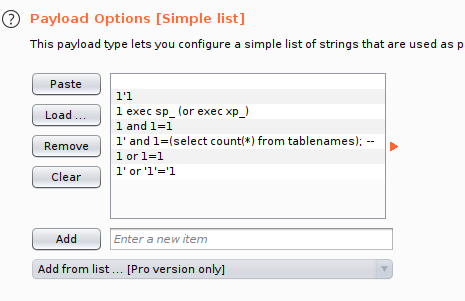 ?
Payload Options [Simple list]
This payload type lets you configure a simple list of strings that are used as p
Paste
Load ...
Remove
Clear
1'1
1 exec sp_ (or exec xp_)
1 and 1=1
1' and 1=(select count(*) from tablenames); --
1 or 1=1
1' or '1'='1
Add
Enter a new item
Add from list ... [Pro version only]